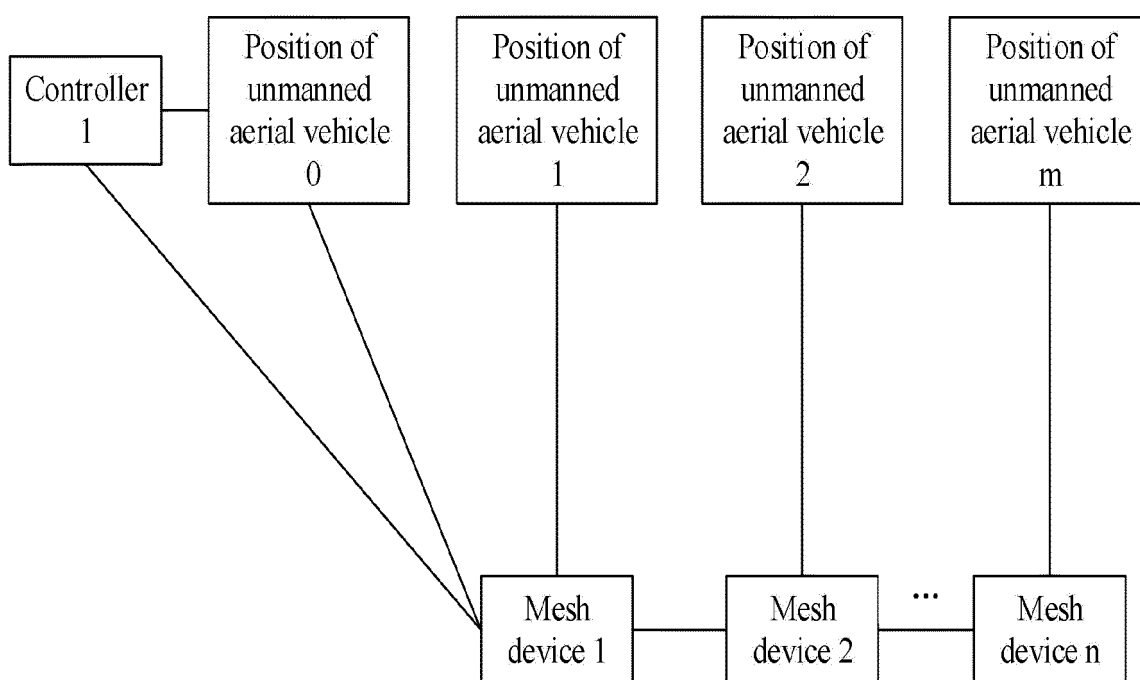 Controller
1
Position of
unmanned
aerial vehicle
0
Position of
unmanned
aerial vehicle
1
Position of
unmanned
aerial vehicle
2
Position of
unmanned
aerial vehicle
m
Mesh
device 1
Mesh
device 2
...
Mesh
device n